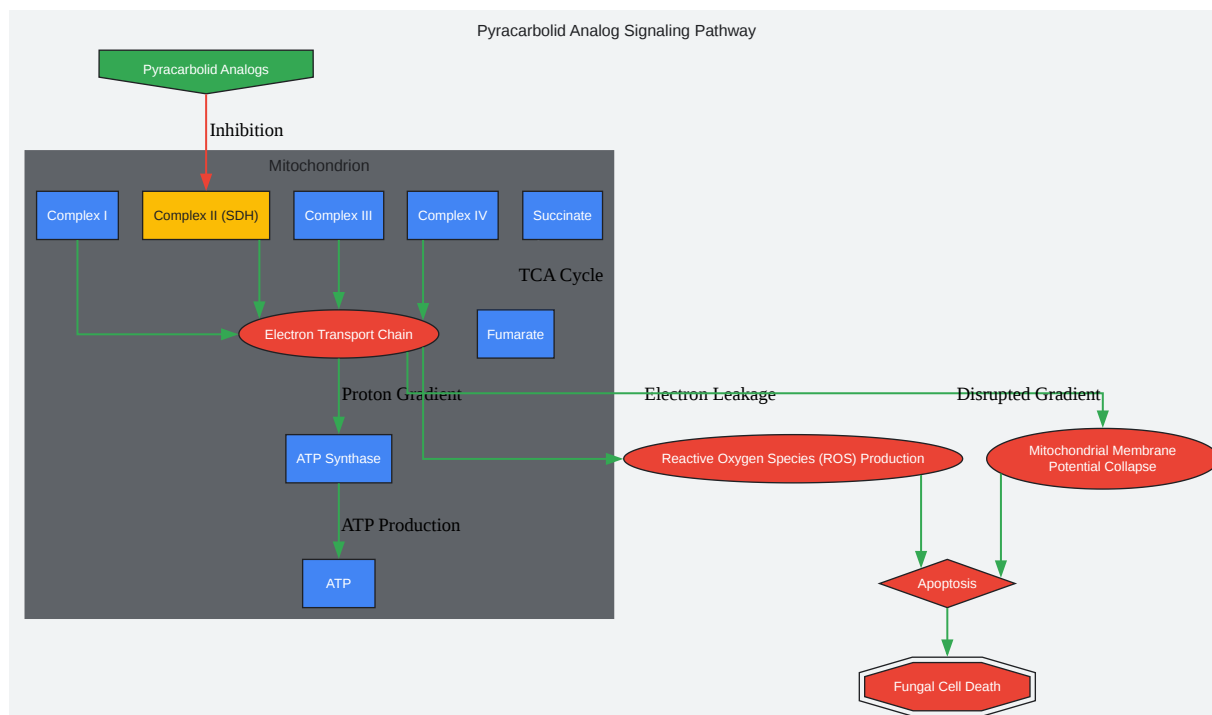 Pyracarbolid Analog Signaling Pathway
Pyracarbolid Analogs
Inhibition
Mitochondrion
Complex I
Complex II (SDH)
Complex III
Complex IV
Succinate
TCA Cycle
Electron Transport Chain
Fumarate
Proton Gradient
Electron Leakage
Disrupted Gradient
ATP Synthase
Reactive Oxygen Species (ROS) Production
Mitochondrial Membrane
Potential Collapse
ATP Production
ATP
Apoptosis
Fungal Cell Death